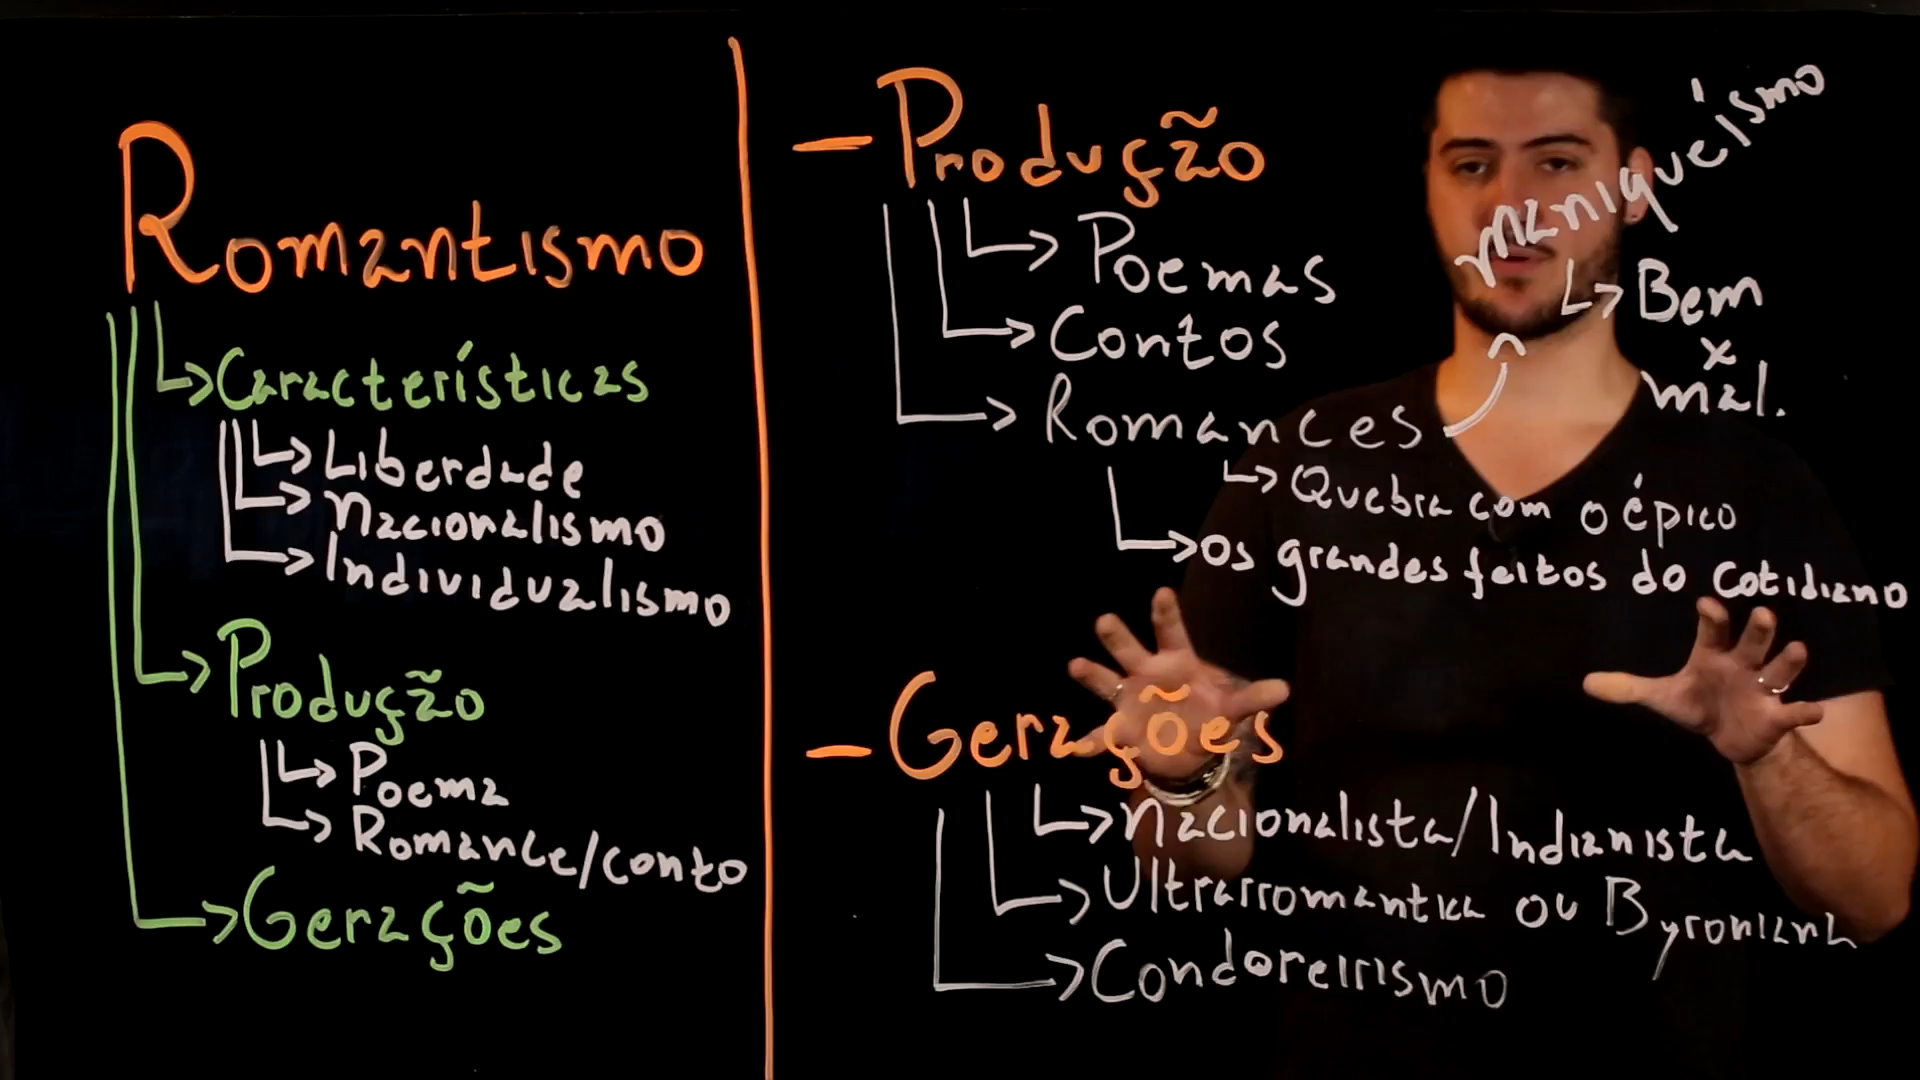 Romantismo
Características
Liberdade
Nacionalismo
Individualismo
Produção
Poema
Romance/conto
Gerações
- Produção
Poemas
Contos
Romances
maniqueísmo
Bem
x
mal.
Quebra com o épico
Os grandes feitos do cotidiano
- Gerações
Nacionalista/Indianista
Ultrarromantica ou Byroniana
Condoreirismo